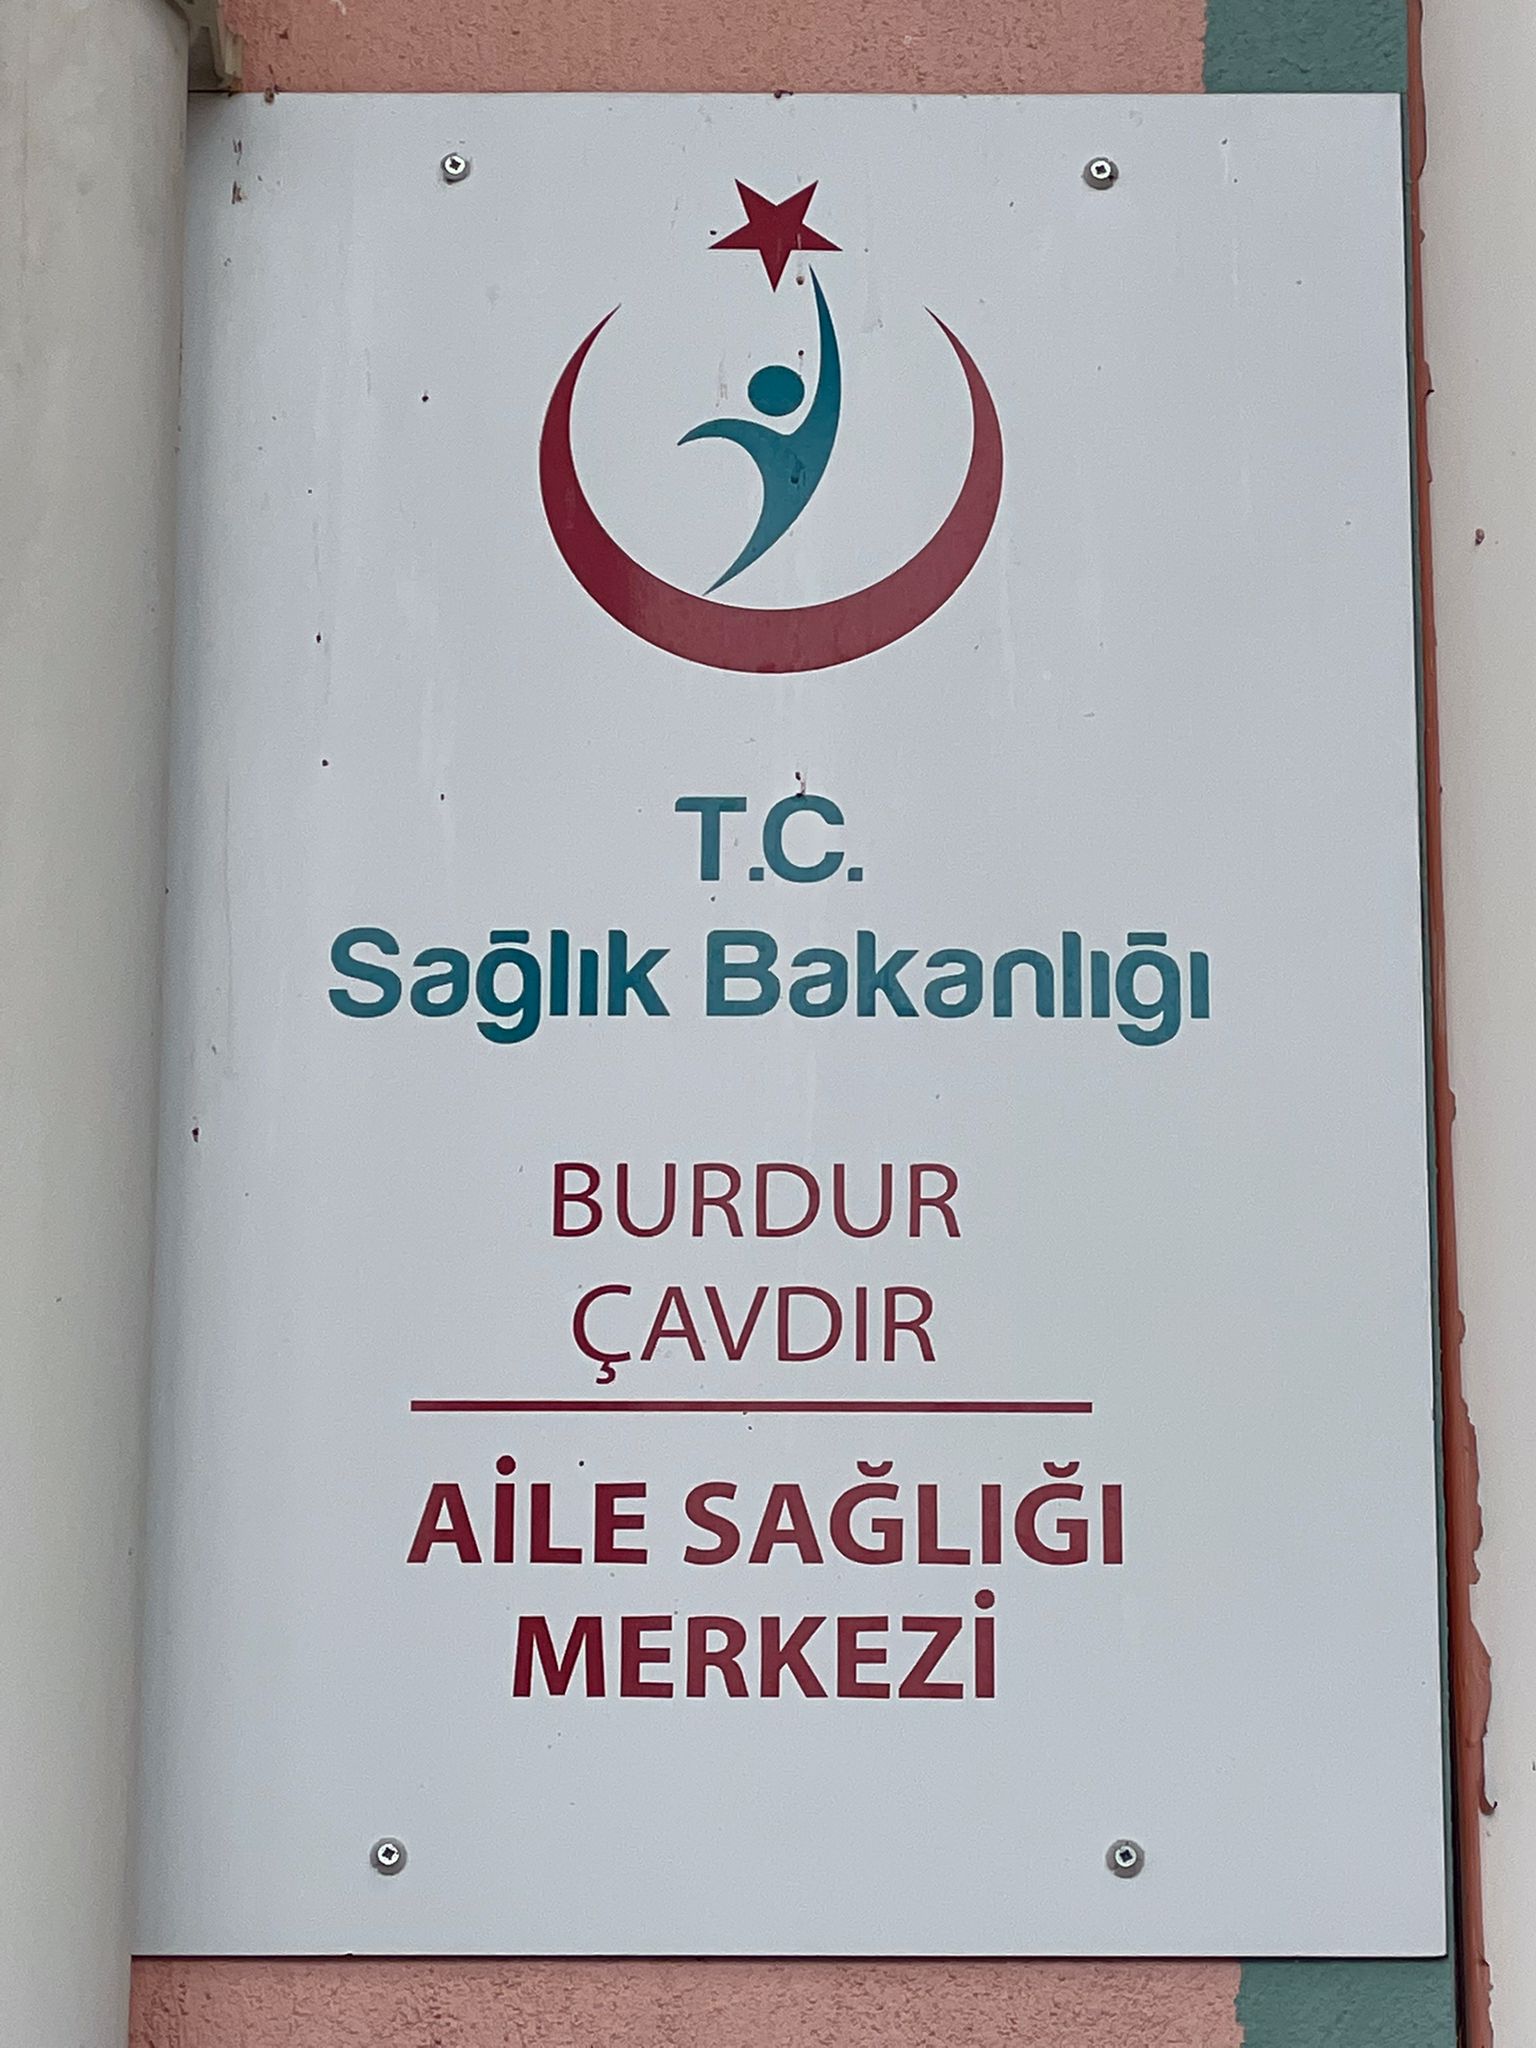 T.C.
Sağlık Bakanlığı
BURDUR
ÇAVDIR
AİLE SAĞLIĞI
MERKEZİ